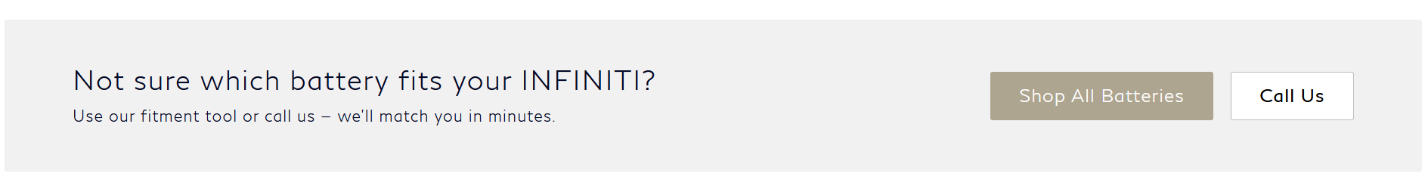 Not sure which battery fits your INFINITI?
Use our fitment tool or call us – we'll match you in minutes.
Shop All Batteries
Call Us